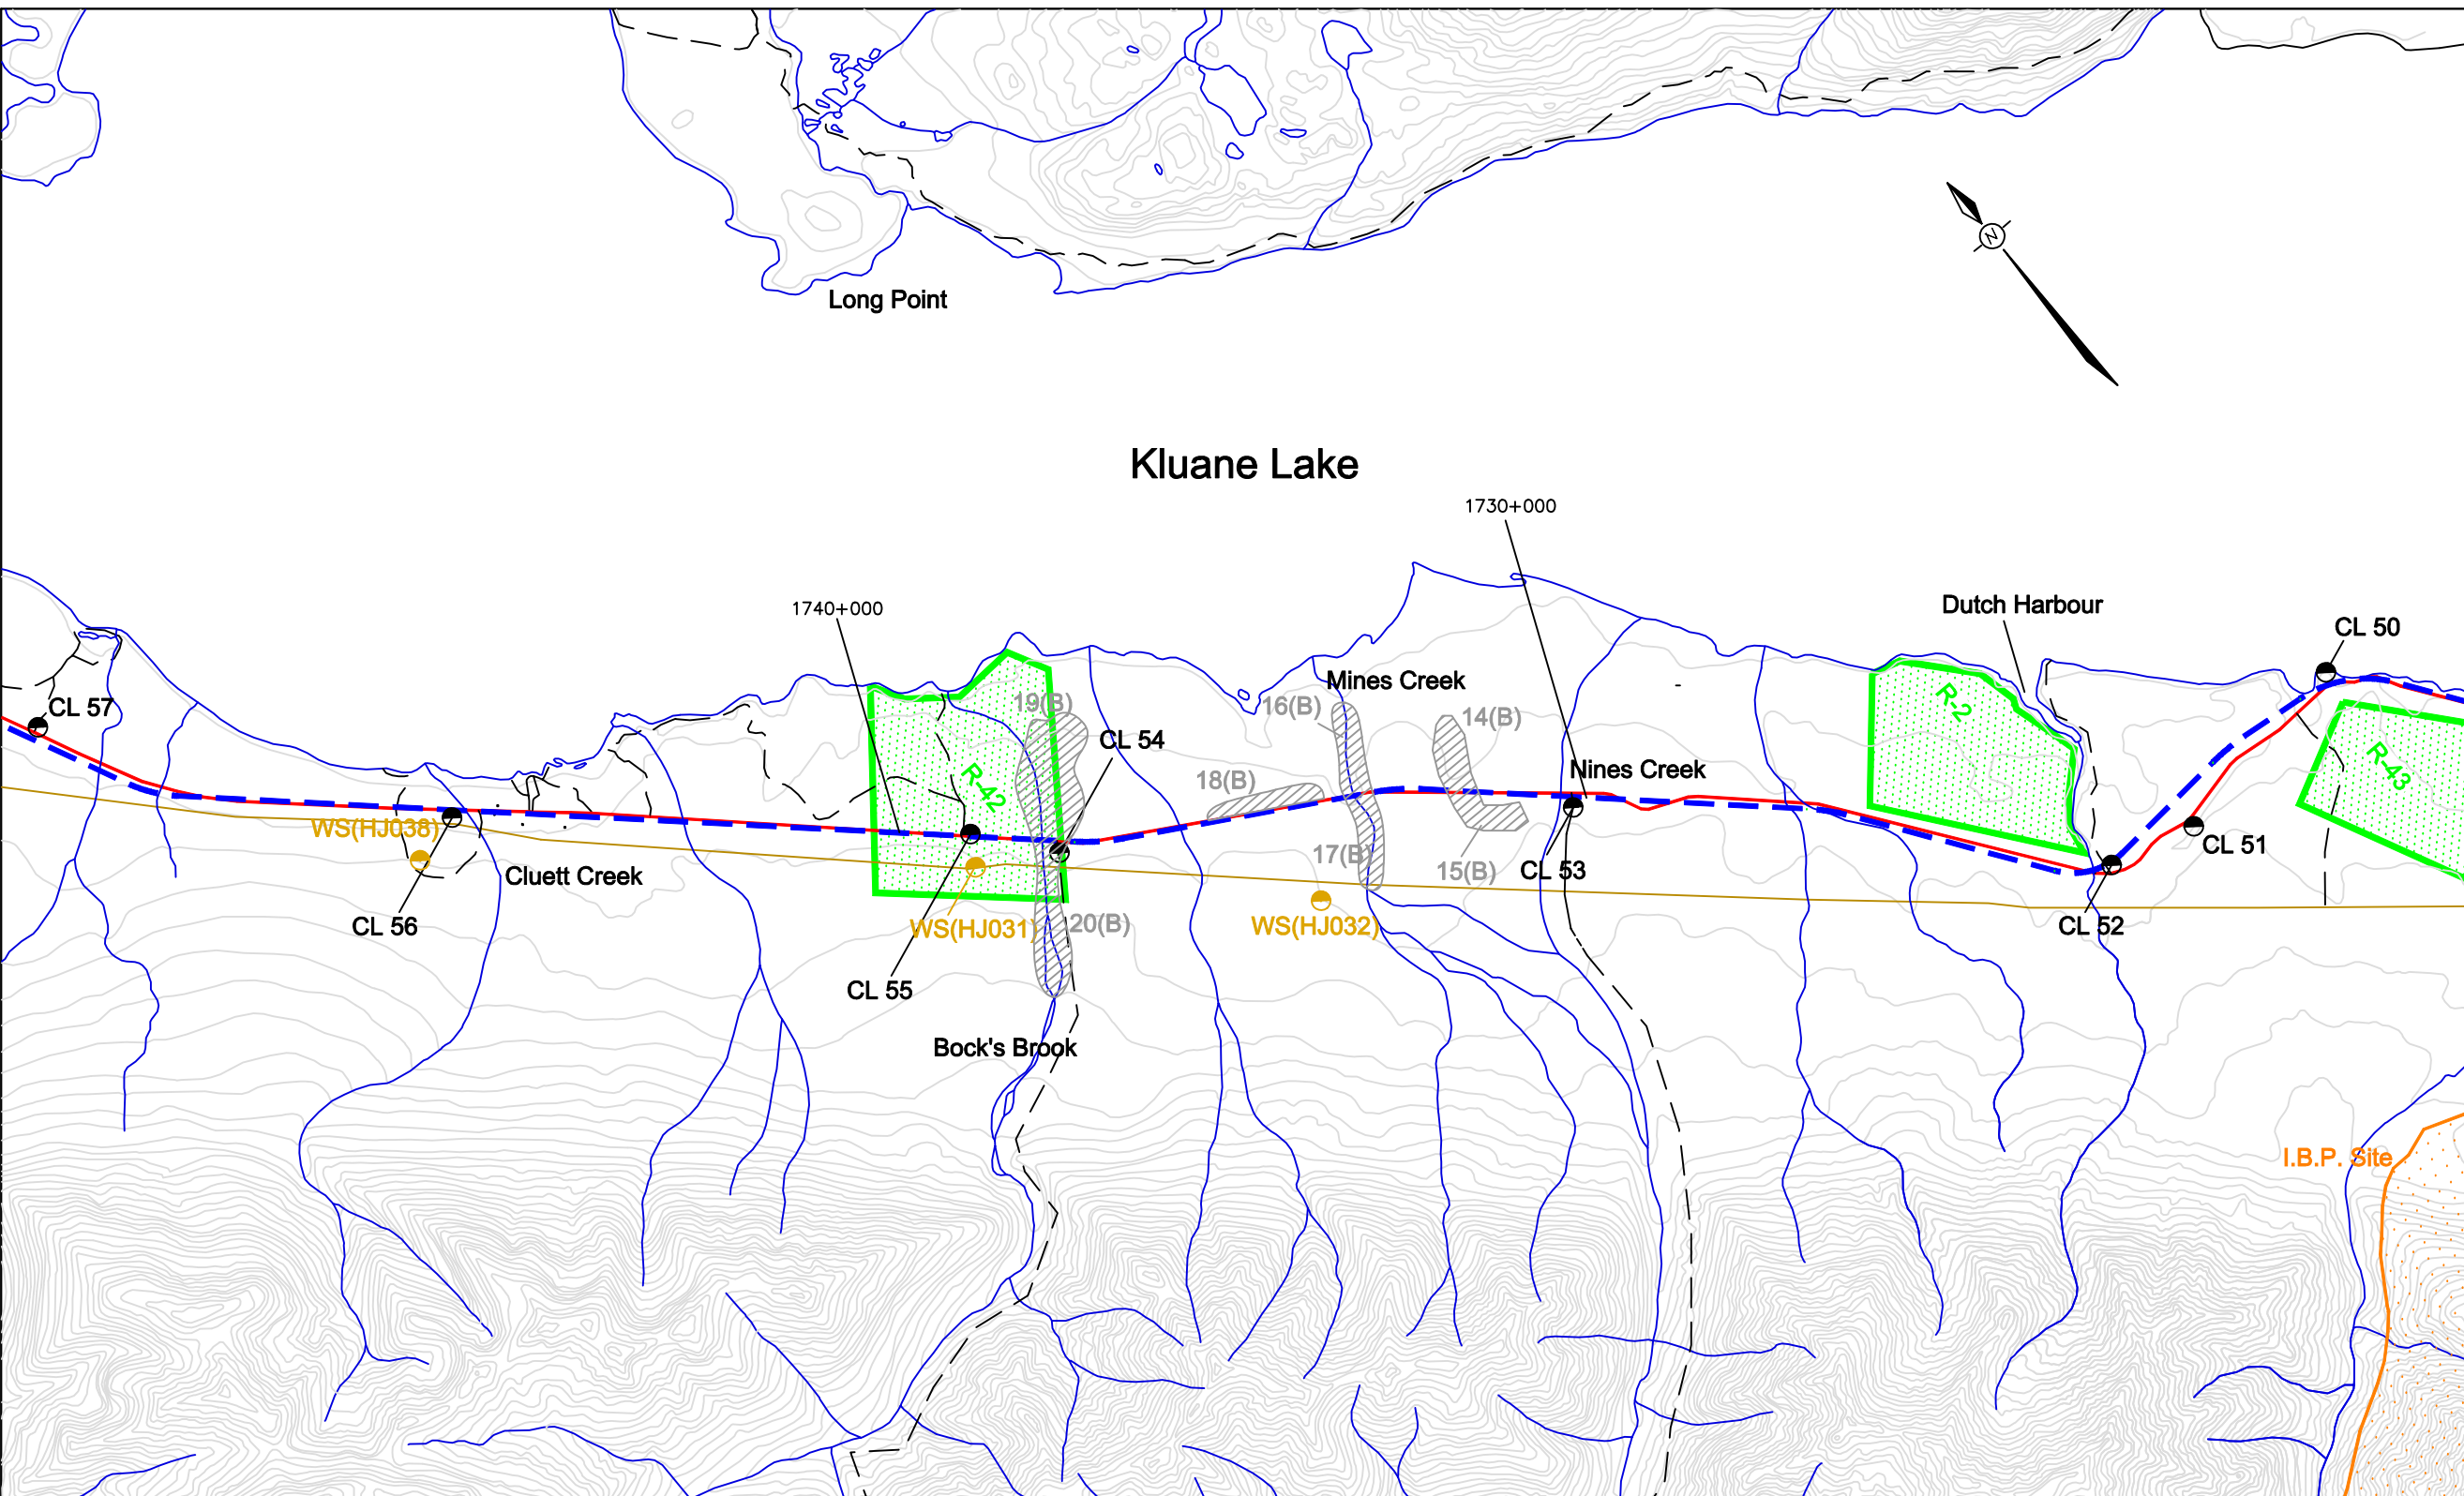 N
Long Point
Kluane Lake
1730+000
1740+000
Dutch Harbour
CL 50
Mines Creek
19(B)
16(B)
14(B)
R-2
CL 57
CL 54
R-43
Nines Creek
18(B)
R-42
WS(HJ038)
17(B)
15(B)
CL 53
CL 51
Cluett Creek
CL 56
WS(HJ031)
20(B)
WS(HJ032)
CL 52
CL 55
Bock's Brook
I.B.P. Site